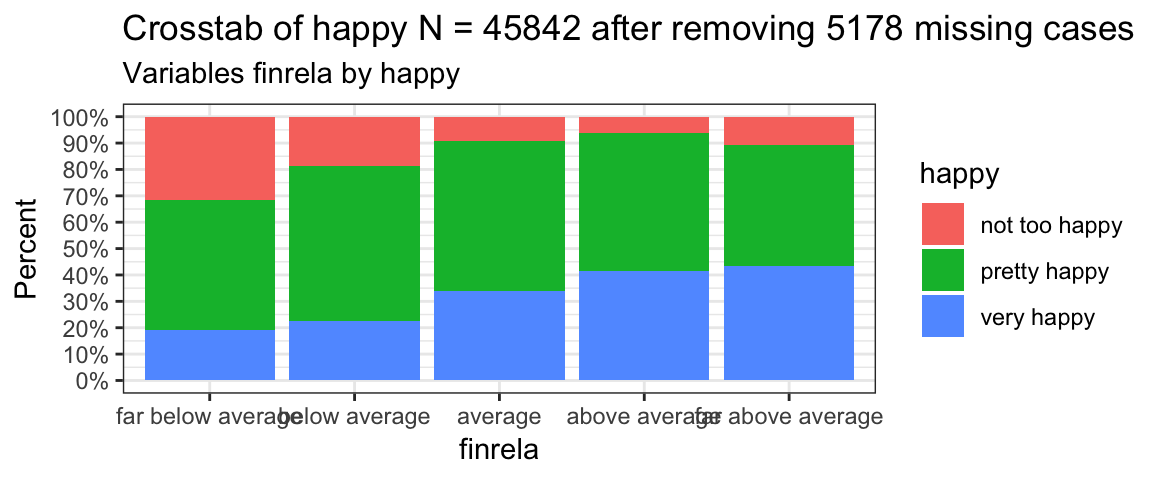 Crosstab of happy N = 45842 after removing 5178 missing cases
Variables finrela by happy
Percent
100%
90%
80%
70%
60%
50%
40%
30%
20%
10%
0%
far below average below average average above average far above average
finrela
happy
not too happy
pretty happy
very happy